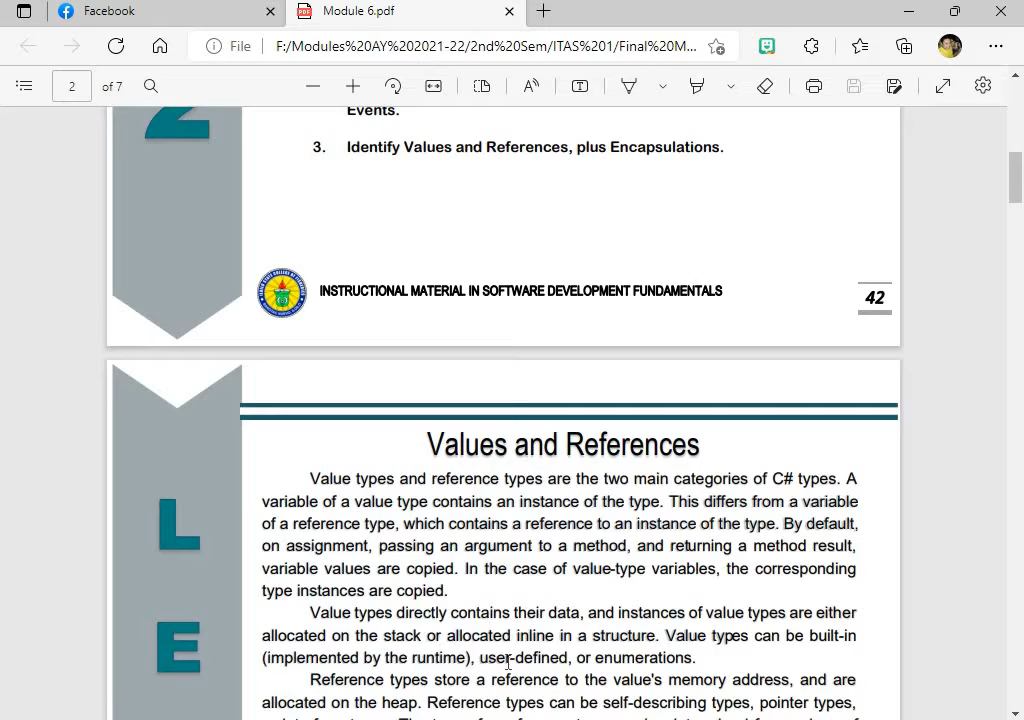 Facebook
Module 6.pdf
File F:/Modules%20AY%202021-22/2nd%20Sem/ITAS%201/Final%20M...
2 of 7
2
Events.
3. Identify Values and References, plus Encapsulations.
INSTRUCTIONAL MATERIAL IN SOFTWARE DEVELOPMENT FUNDAMENTALS
42
Values and References
Value types and reference types are the two main categories of C# types. A
variable of a value type contains an instance of the type. This differs from a variable
of a reference type, which contains a reference to an instance of the type. By default,
on assignment, passing an argument to a method, and returning a method result,
variable values are copied. In the case of value-type variables, the corresponding
type instances are copied.
Value types directly contains their data, and instances of value types are either
allocated on the stack or allocated inline in a structure. Value types can be built-in
(implemented by the runtime), user-defined, or enumerations.
Reference types store a reference to the value's memory address, and are
allocated on the heap. Reference types can be self-describing types, pointer types,
L
E